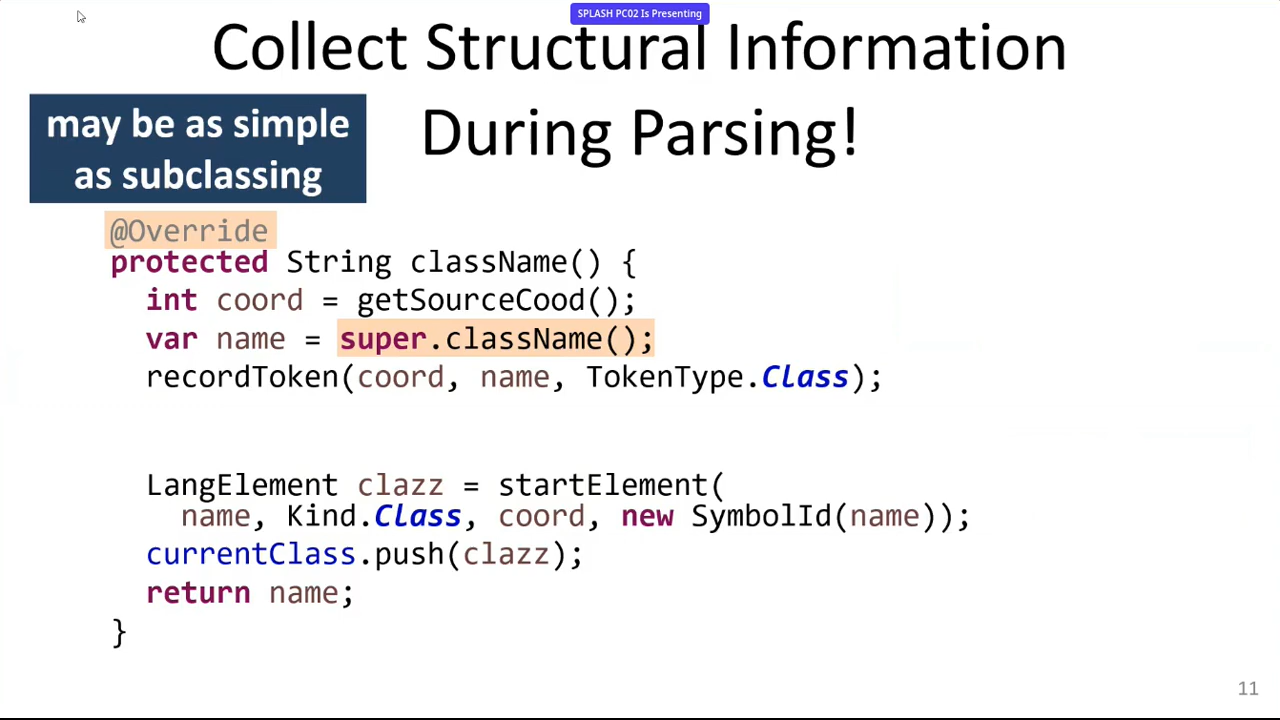 SPLASH PC02 Is Presenting
Collect Structural Information
During Parsing!
may be as simple
as subclassing
@Override
protected String className() {
int coord = getSourceCood();
var name = super.className();
recordToken(coord, name, TokenType.Class);
LangElement clazz = startElement(
name, Kind.Class, coord, new SymbolId(name));
currentClass.push(clazz);
return name;
}
11